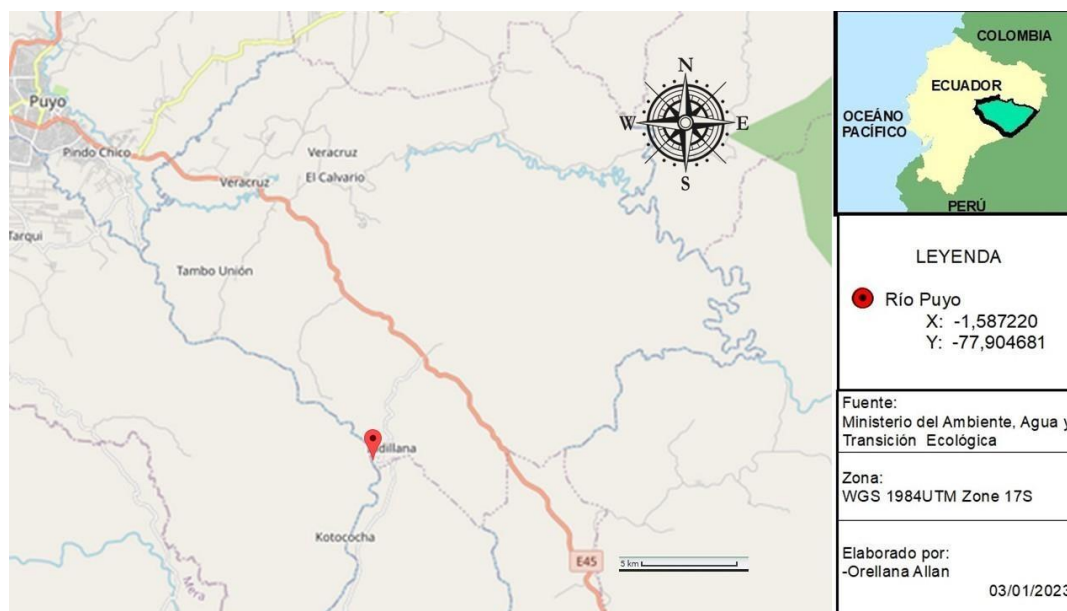 Puyo
Pindo Chico
Veracruz
Veracruz
El Calvario
Tarqui
Tambo Unión
dillana
Kotococha
Mera
E45
5 km
N
W
E
S
COLOMBIA
ECUADOR
OCEÁNO
PACÍFICO
PERÚ
LEYENDA
Río Puyo
X: -1,587220
Y: -77,904681
Fuente:
Ministerio del Ambiente, Agua y
Transición Ecológica
Zona:
WGS 1984UTM Zone 17S
Elaborado por:
-Orellana Allan
03/01/2023